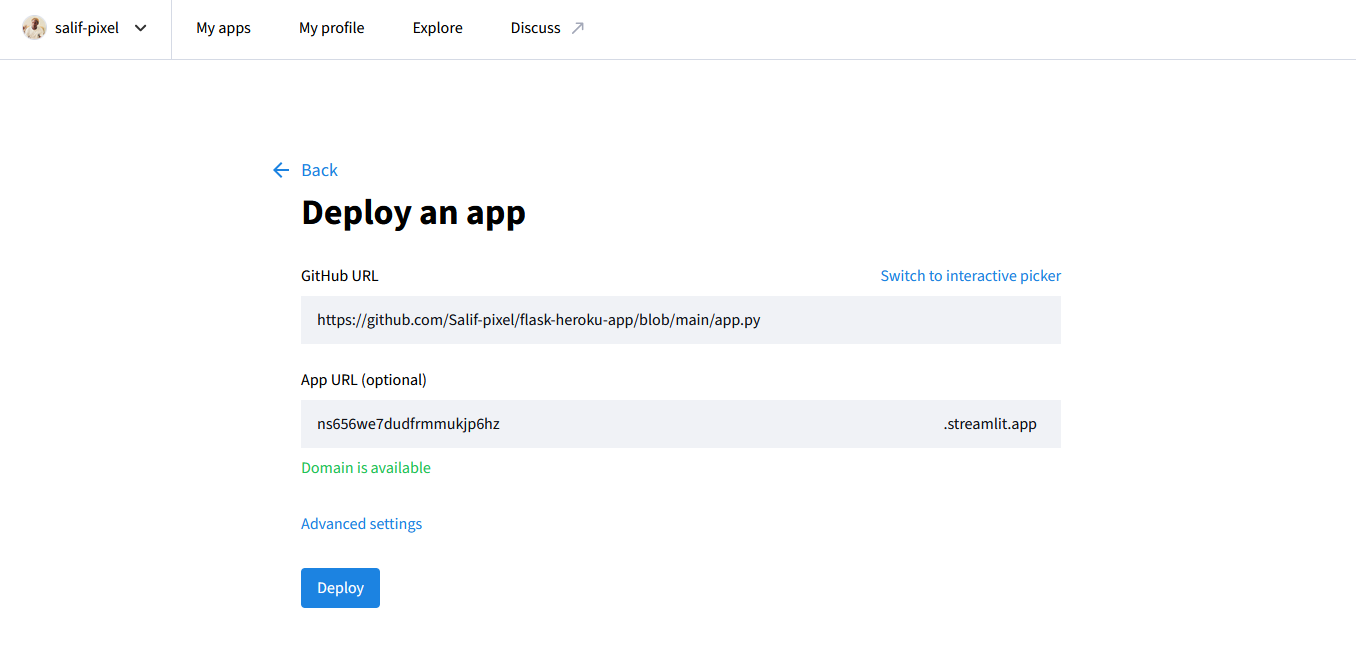 salif-pixel My apps My profile Explore Discuss
Back
Deploy an app
GitHub URL Switch to interactive picker
https://github.com/Salif-pixel/flask-heroku-app/blob/main/app.py
App URL (optional)
ns656we7dudfrmmukjp6hz .streamlit.app
Domain is available
Advanced settings
Deploy